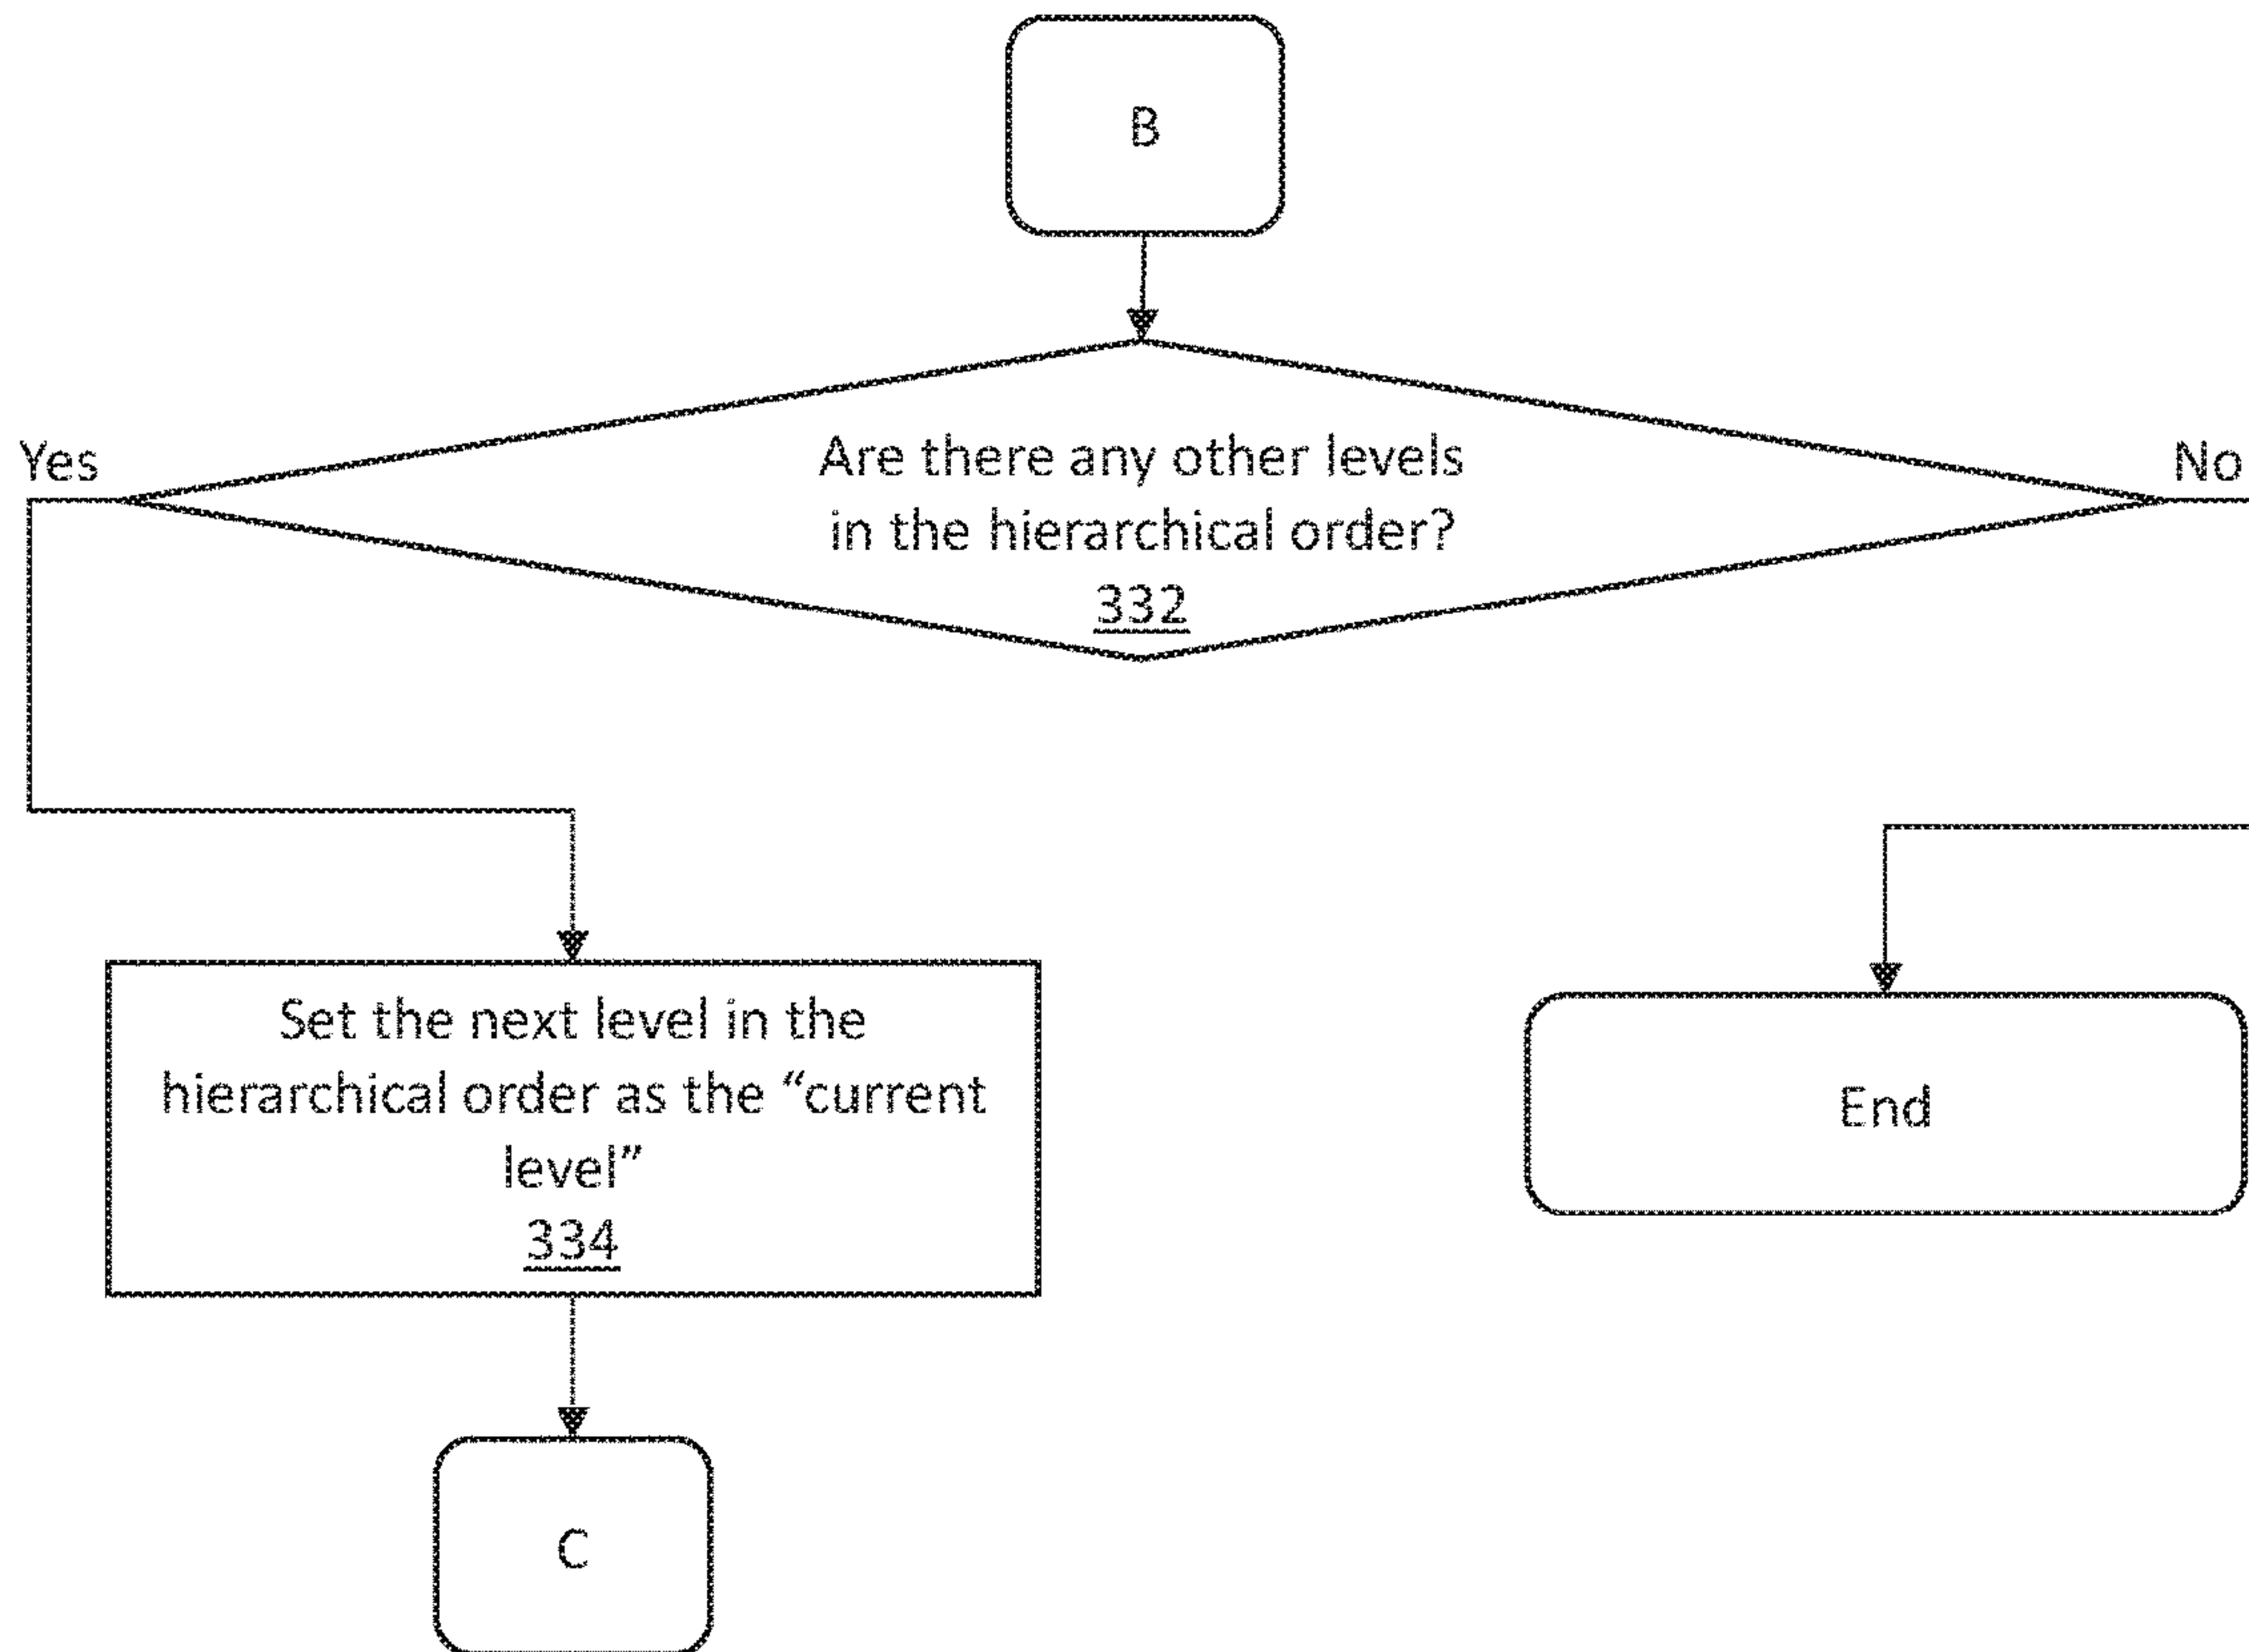 B
Yes
Are there any other levels
in the hierarchical order?
332
No
Set the next level in the
hierarchical order as the “current
level”
334
End
C